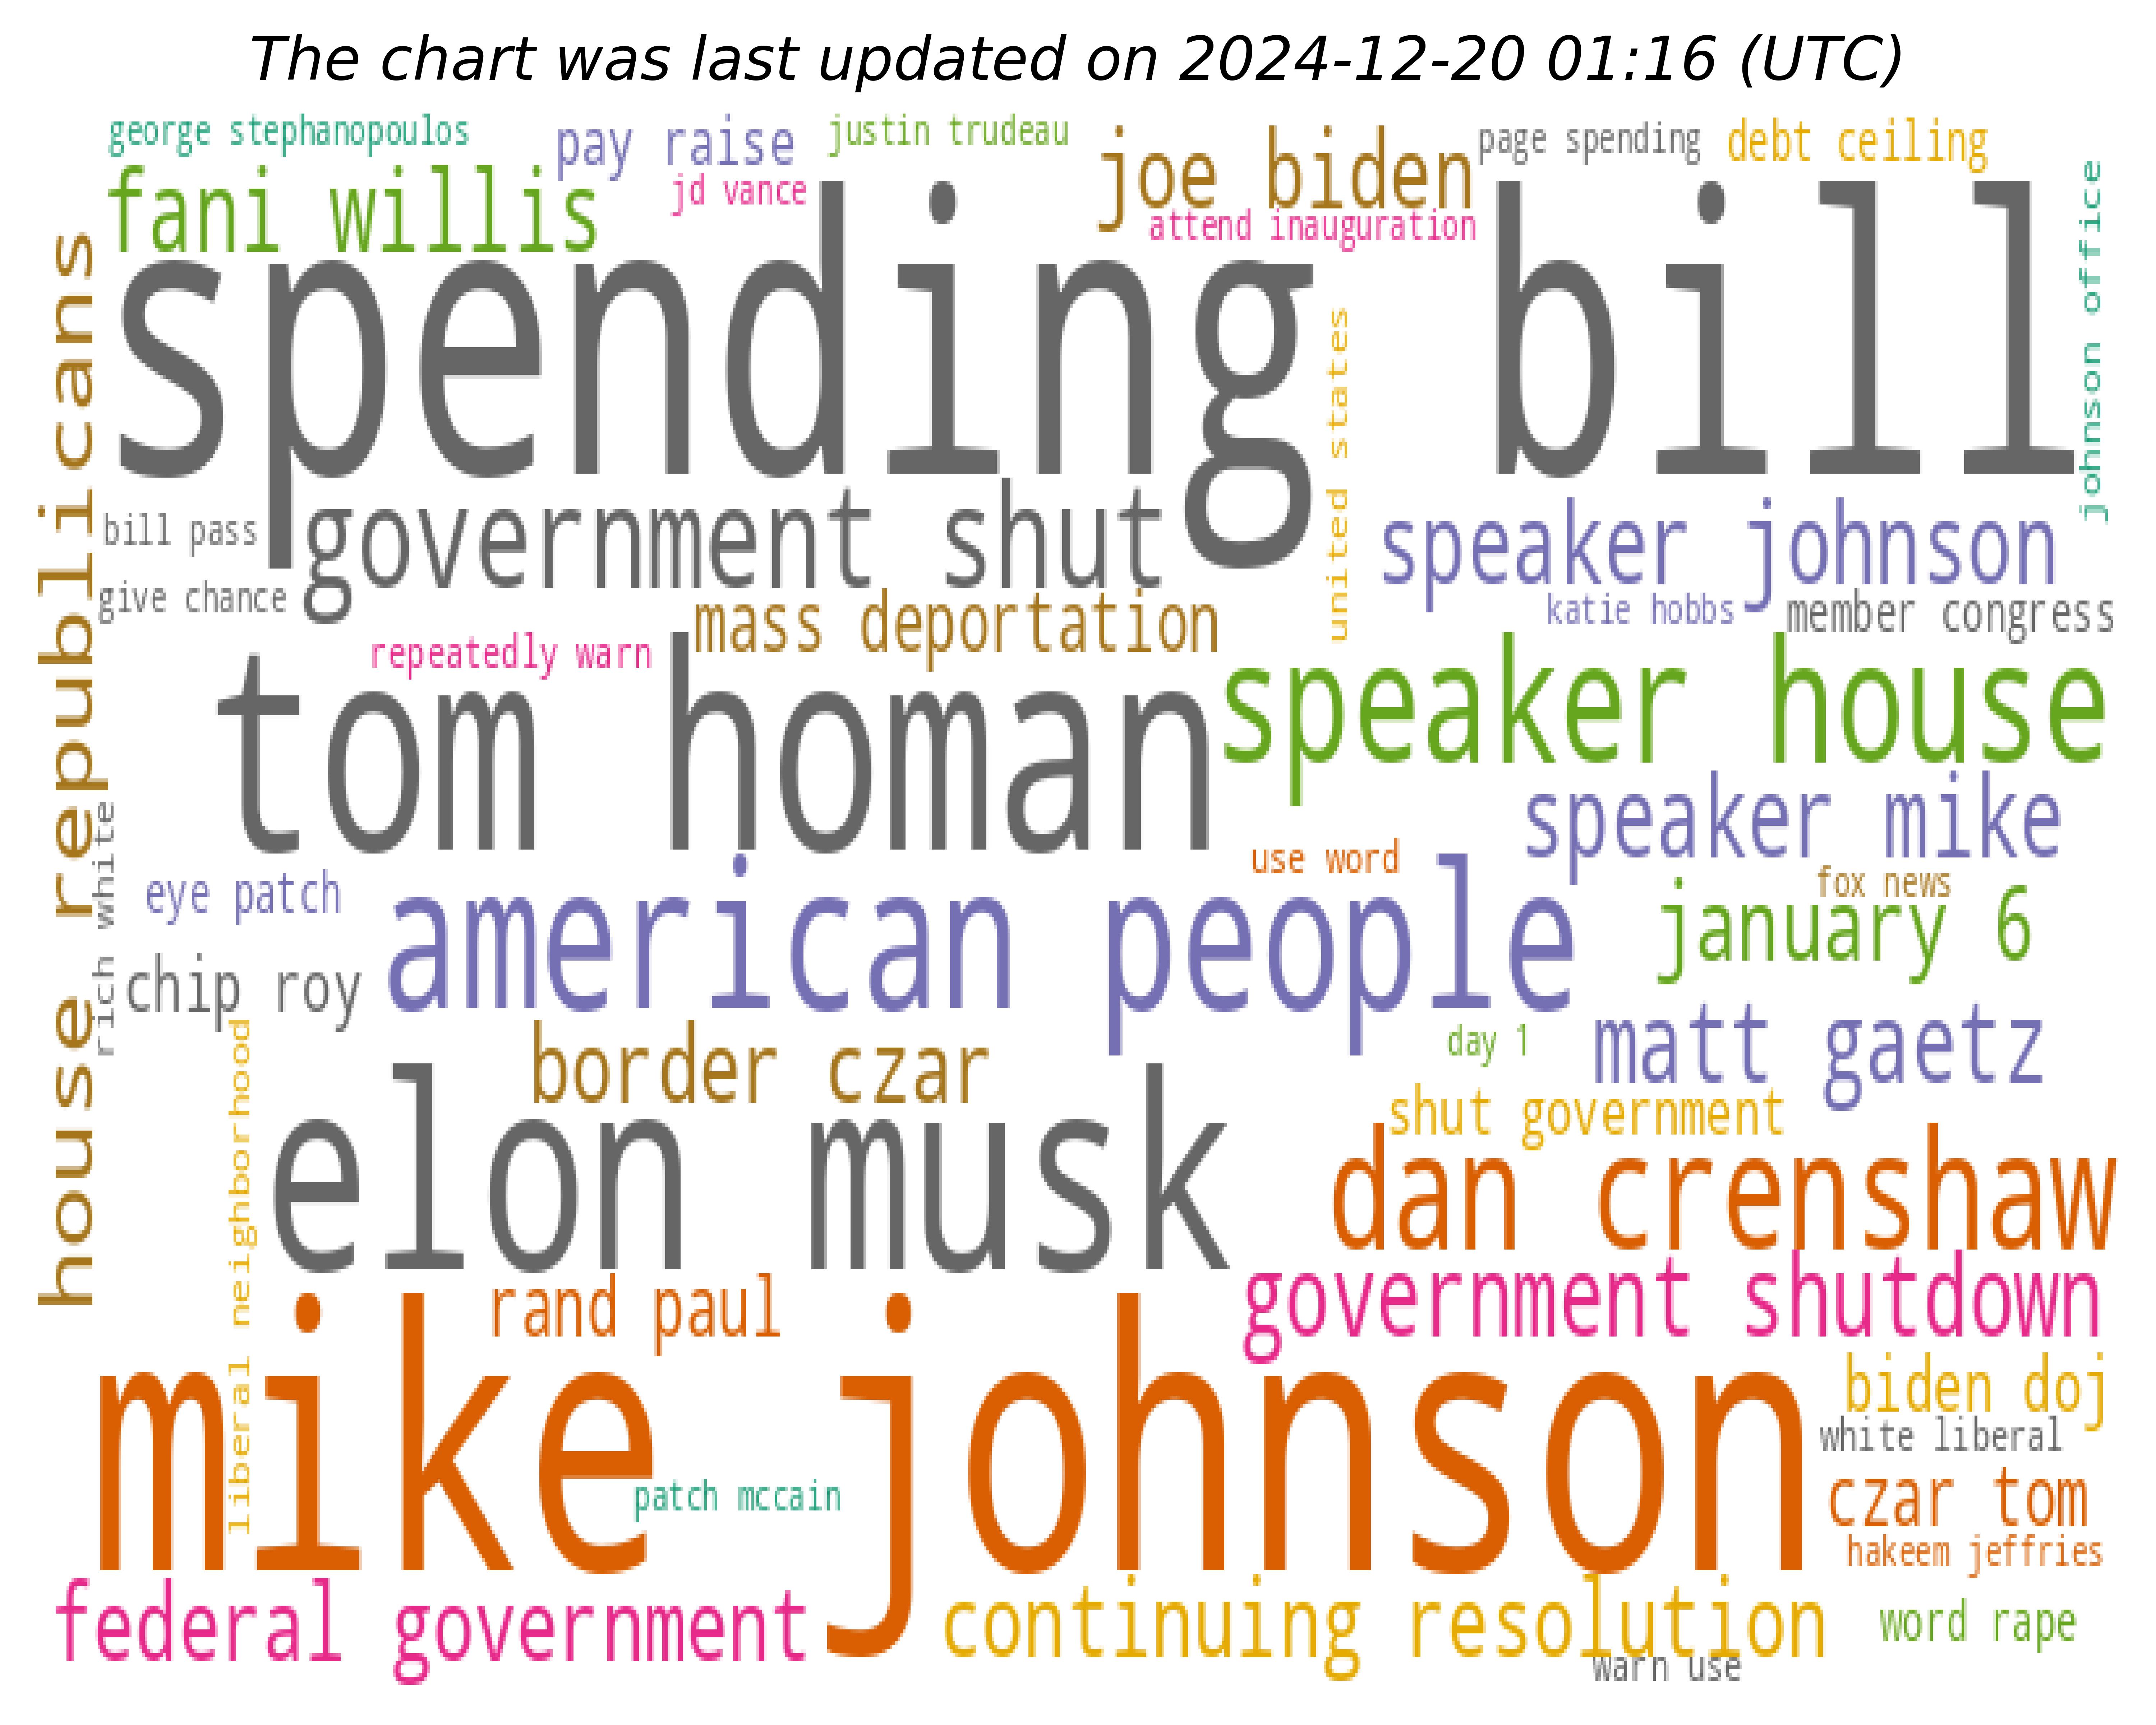 The chart was last updated on 2024-12-20 01:16 (UTC)
george stephanopoulos
pay raise
justin trudeau
joe biden
page spending
debt ceiling
fani willis
jd vance
attend inauguration
johnson office
spending bill
house republicans
united states
bill pass
government shut
speaker johnson
give chance
mass deportation
katie hobbs
member congress
repeatedly warn
tom homan
speaker house
speaker mike
rich white
use word
eye patch
american people
fox news
january 6
chip roy
day 1
matt gaetz
border czar
liberal neighborhood
elon musk
shut government
dan crenshaw
rand paul
government shutdown
mike johnson
biden doj
white liberal
patch mccain
czar tom
hakeem jeffries
federal government
continuing resolution
word rape
warn use